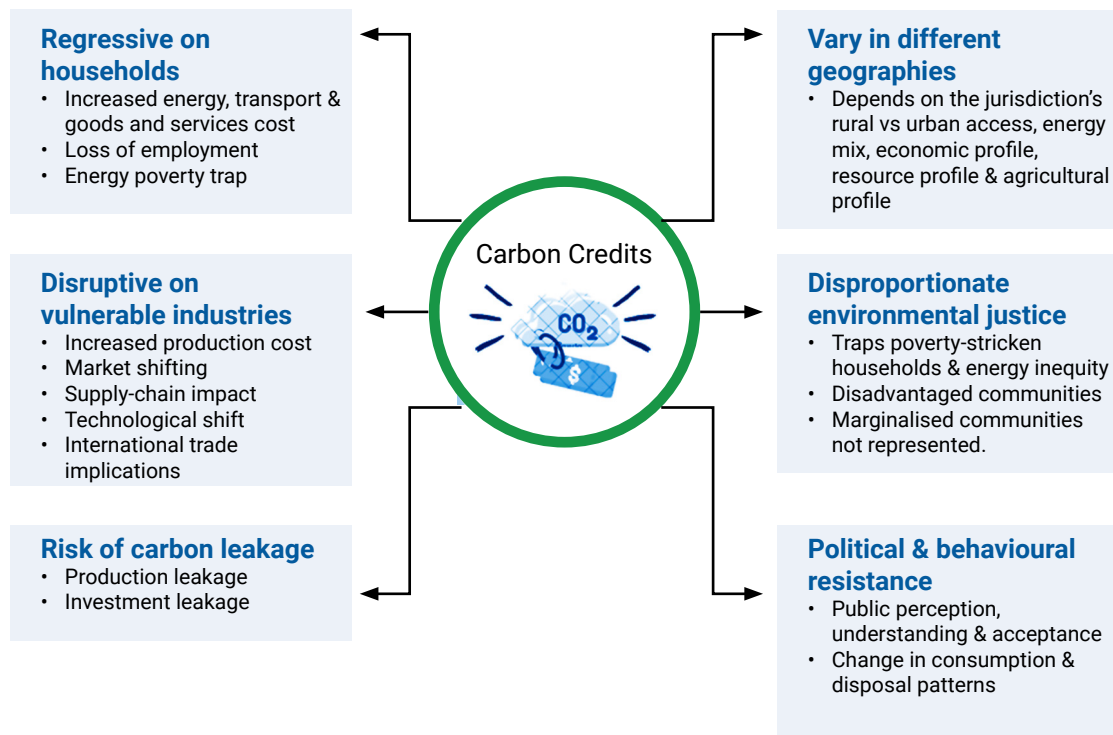 Regressive on
households
• Increased energy, transport &
goods and services cost
• Loss of employment
• Energy poverty trap
Disruptive on
vulnerable industries
• Increased production cost
• Market shifting
• Supply-chain impact
• Technological shift
• International trade
implications
Risk of carbon leakage
• Production leakage
• Investment leakage
Carbon Credits
CO₂
$
Vary in different
geographies
• Depends on the jurisdiction’s
rural vs urban access, energy
mix, economic profile,
resource profile & agricultural
profile
Disproportionate
environmental justice
• Traps poverty-stricken
households & energy inequity
• Disadvantaged communities
• Marginalised communities
not represented.
Political & behavioural
resistance
• Public perception,
understanding & acceptance
• Change in consumption &
disposal patterns